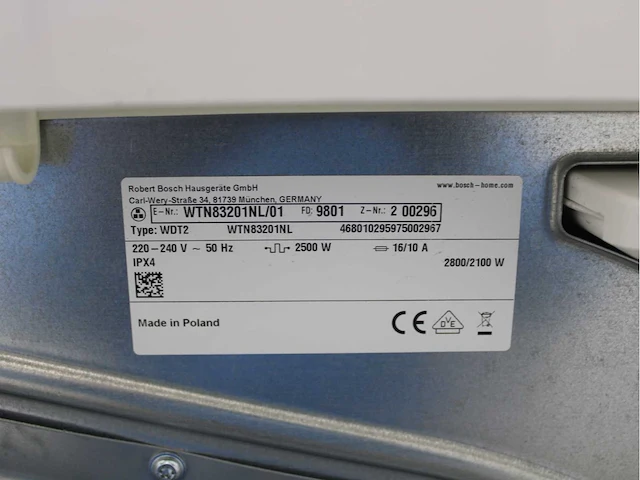 Robert Bosch Hausgeräte GmbH
Carl-Wery-Straße 34, 81739 München, GERMANY
www.bosch-home.com
E-Nr.: WTN83201NL/01 FD: 9801 Z-Nr.: 2 00296
Type: WDT2 WTN83201NL 468010295975002967
220-240 V ~ 50 Hz 2500 W 16/10 A
IPX4 2800/2100 W
Made in Poland CE DVE